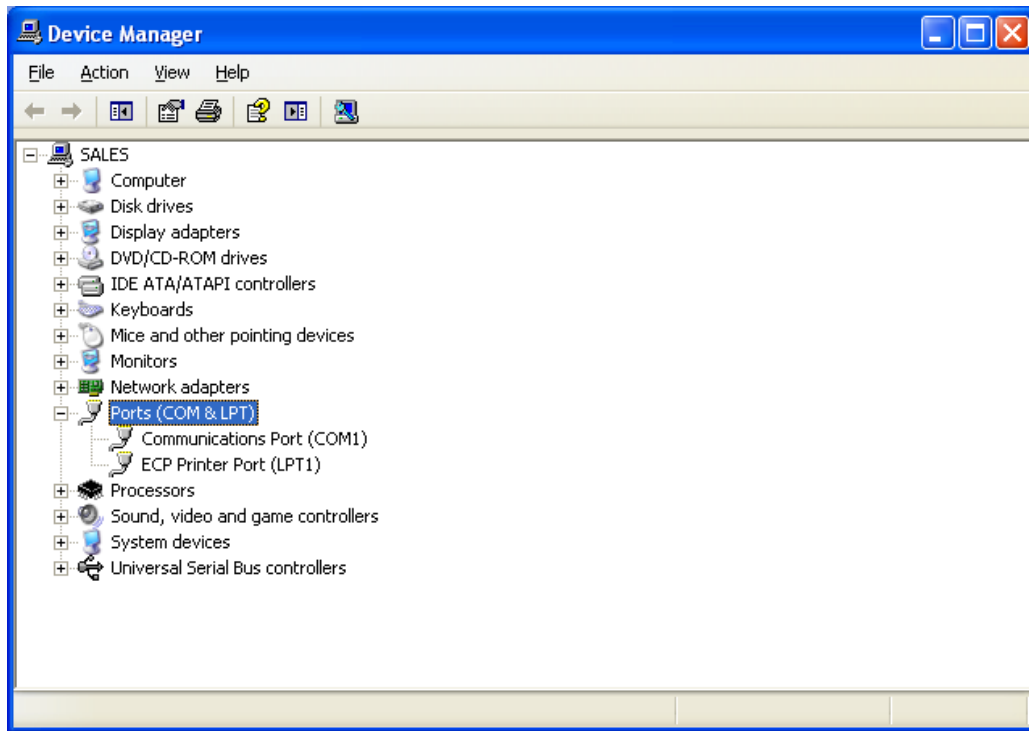 Device Manager
File Action View Help
SALES
Computer
Disk drives
Display adapters
DVD/CD-ROM drives
IDE ATA/ATAPI controllers
Keyboards
Mice and other pointing devices
Monitors
Network adapters
Ports (COM & LPT)
Communications Port (COM1)
ECP Printer Port (LPT1)
Processors
Sound, video and game controllers
System devices
Universal Serial Bus controllers